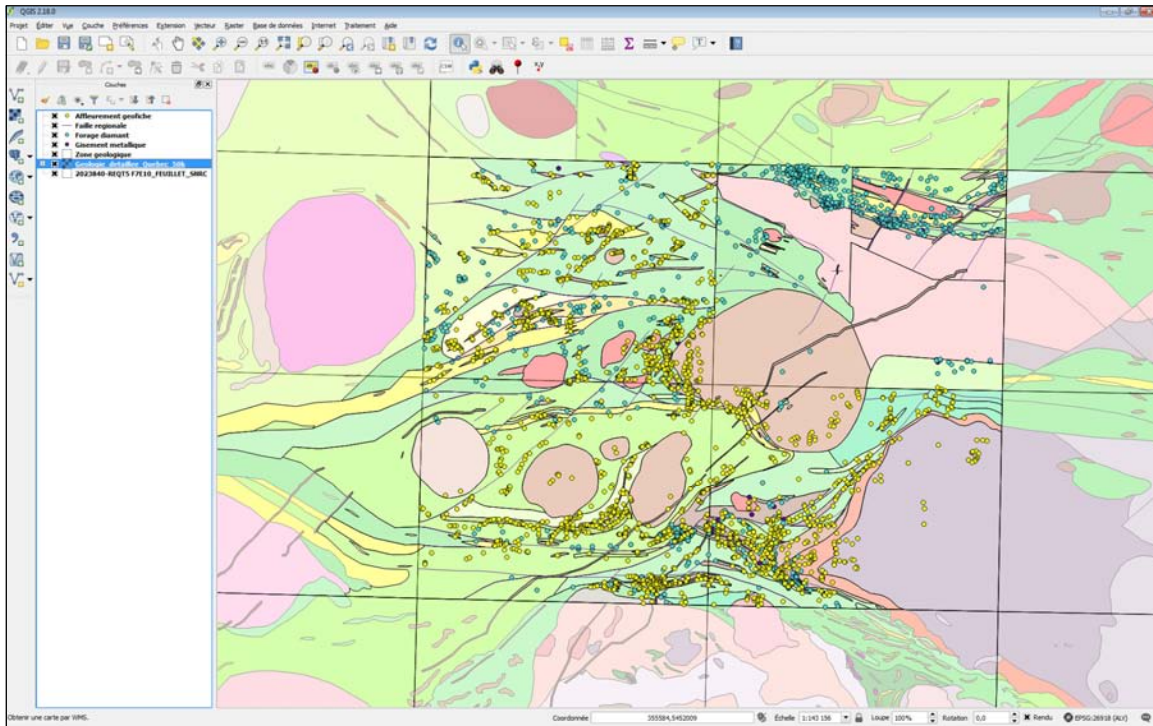 QGIS 2.18.0
Projet Éditer Vue Couche Préférences Extension Vecteur Raster Base de données Internet Traitement Aide
Couches
Affleurement geofiche
Faille regionale
Forage diamant
Gisement metallique
Zone geologique
Geologie_detaillee_Quebec_50k
2023840-REQTS F7E10_FEUILLET_SNRC
Obtenir une carte par WMS. Coordonnée 355584,5452009 Échelle 1:143 156 Loupe 100% Rotation 0,0 Rendu EPSG:26918 (ALV)